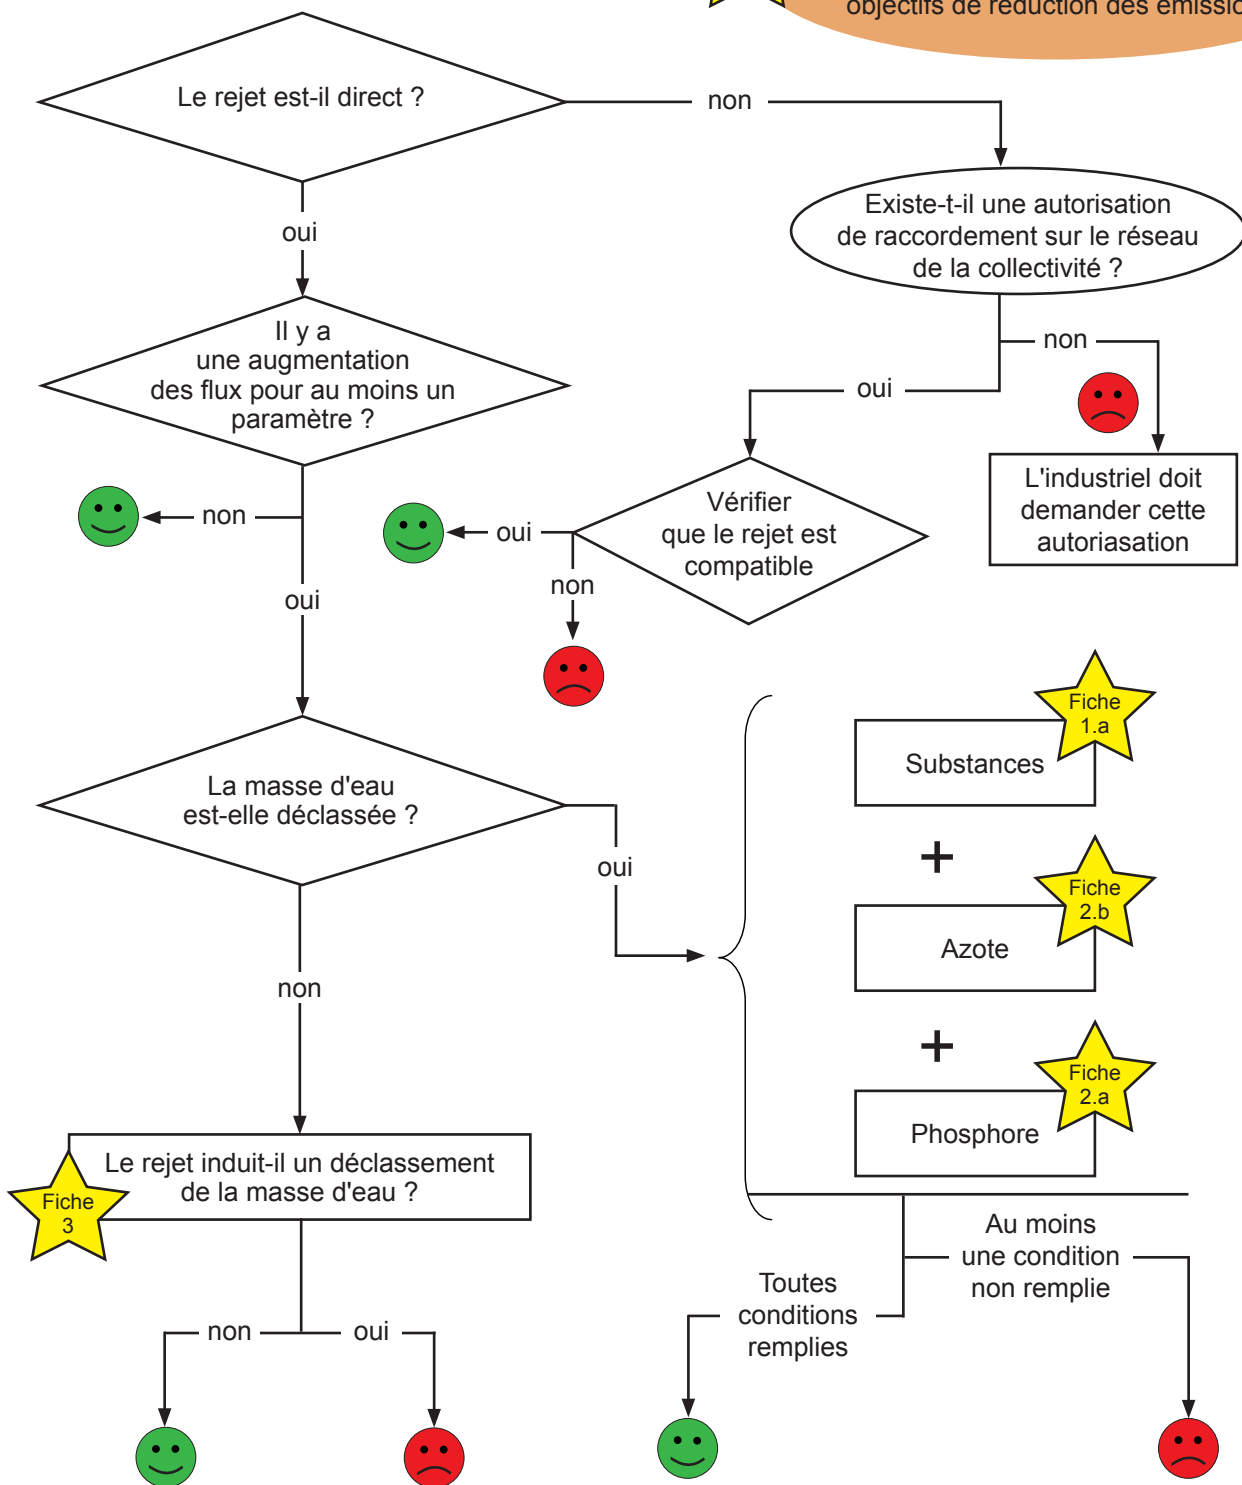 objectifs de réduction des émissio
Le rejet est-il direct ?
non
oui
Existe-t-il une autorisation
de raccordement sur le réseau
de la collectivité ?
Il y a
une augmentation
des flux pour au moins un
paramètre ?
non
oui
L'industriel doit
demander cette
autoriasation
Vérifier
que le rejet est
compatible
oui
non
non
oui
La masse d'eau
est-elle déclassée ?
oui
non
Fiche
1.a
Substances
+
Fiche
2.b
Azote
+
Fiche
2.a
Phosphore
Le rejet induit-il un déclassement
de la masse d'eau ?
Fiche
3
non
oui
Toutes
conditions
remplies
Au moins
une condition
non remplie